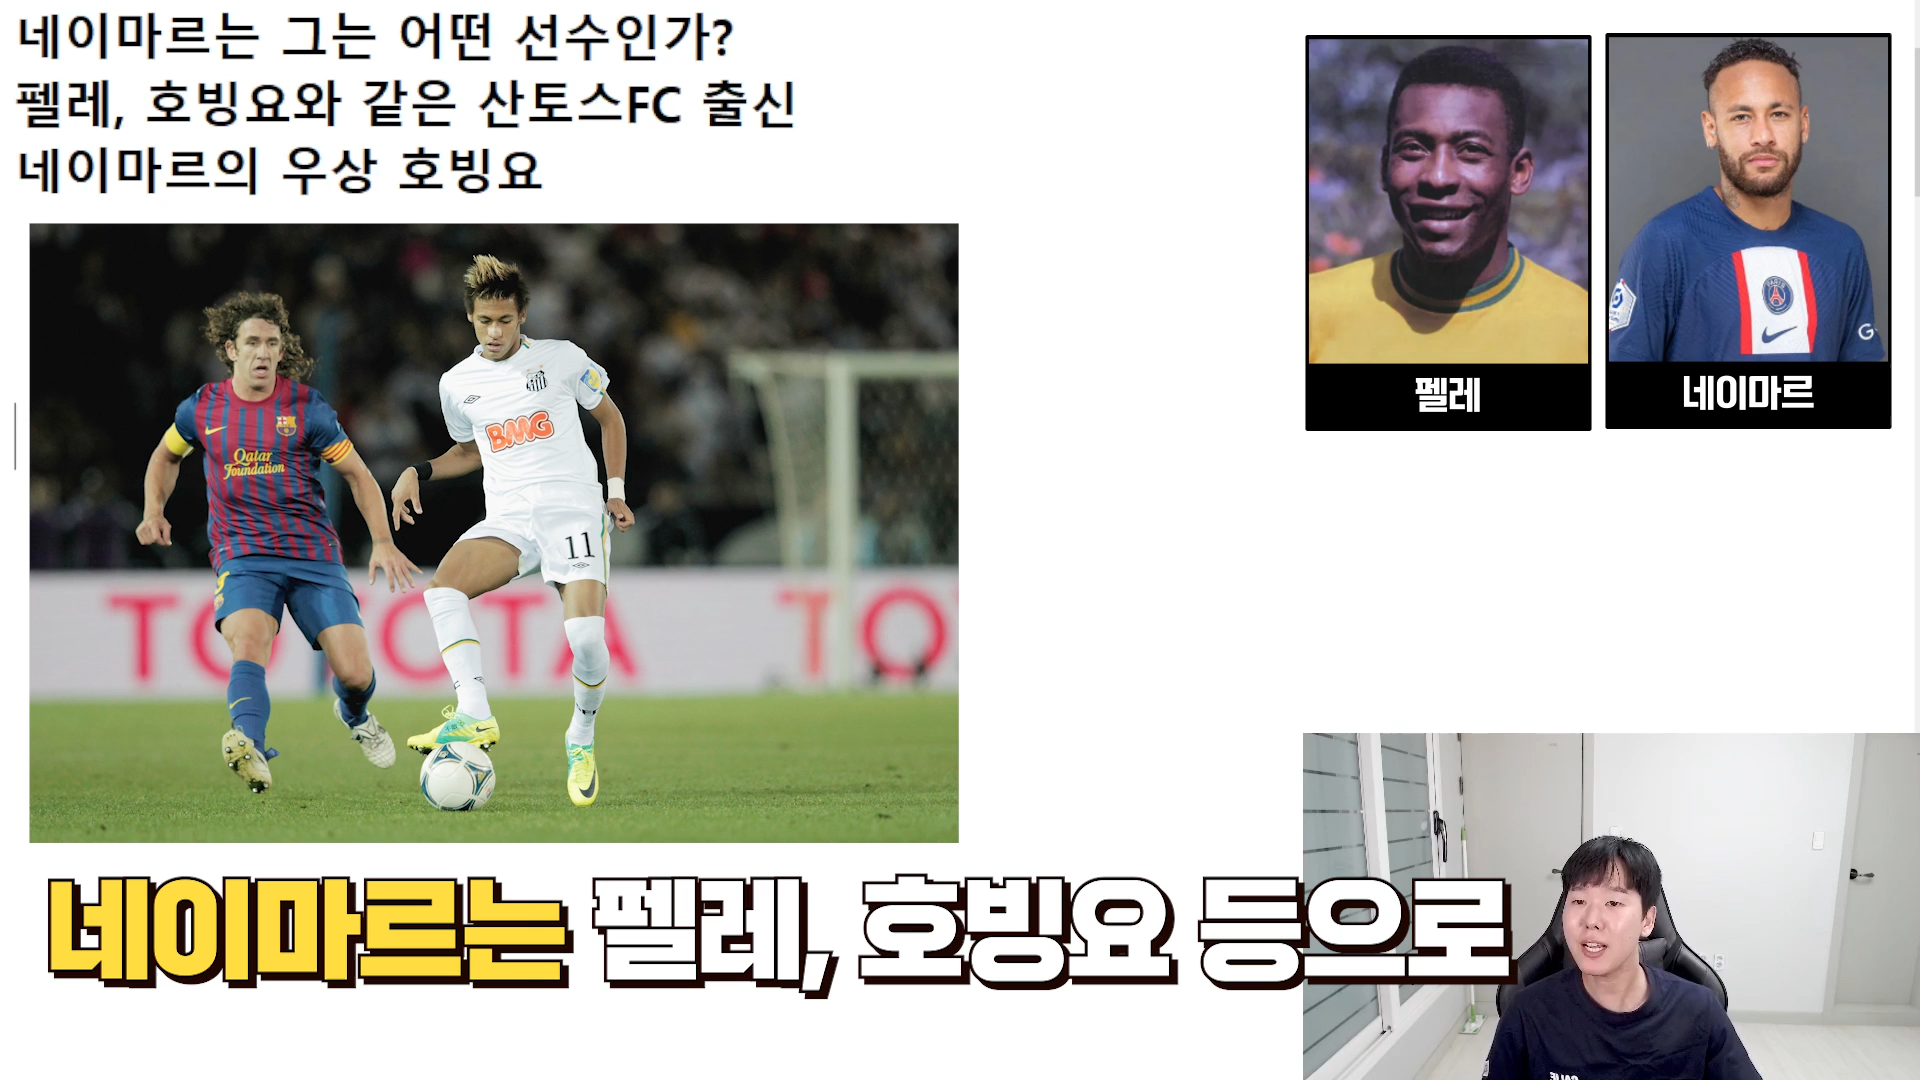 네이마르는 그는 어떤 선수인가?
펠레, 호빙요와 같은 산토스FC 출신
네이마르의 우상 호빙요
펠레
네이마르
Qatar
Foundation
BMG
11
TOYOTA
TO
PARIS
G
네이마르는 펠레, 호빙요 등으로